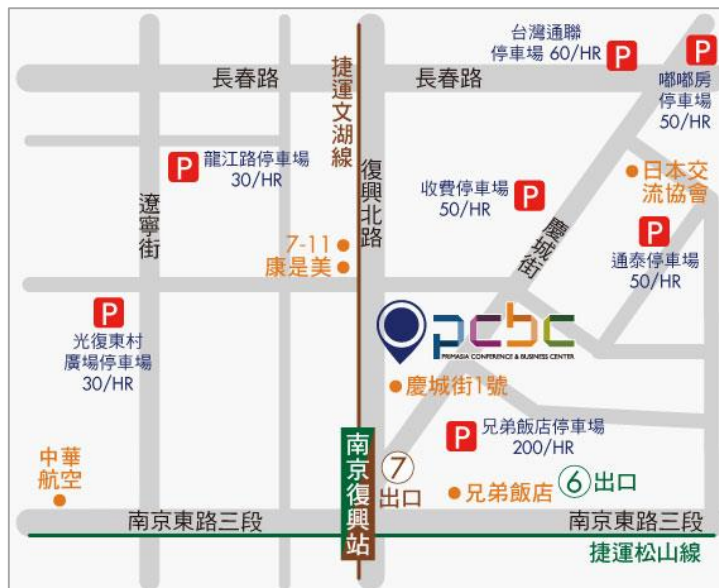 台灣通聯
停車場 60/HR
P
P
嘟嘟房
停車場
50/HR
長春路
長春路
捷運文湖線
P
龍江路停車場
30/HR
復興北路
收費停車場
50/HR
P
日本交
流協會
遼寧街
慶城街
P
通泰停車場
50/HR
7-11
康是美
P
光復東村
廣場停車場
30/HR
pcbc
PRIMASIA CONFERENCE & BUSINESS CENTER
慶城街1號
P
兄弟飯店停車場
200/HR
南京復興站
7
出口
中華
航空
兄弟飯店
6 出口
南京東路三段
南京東路三段
捷運松山線